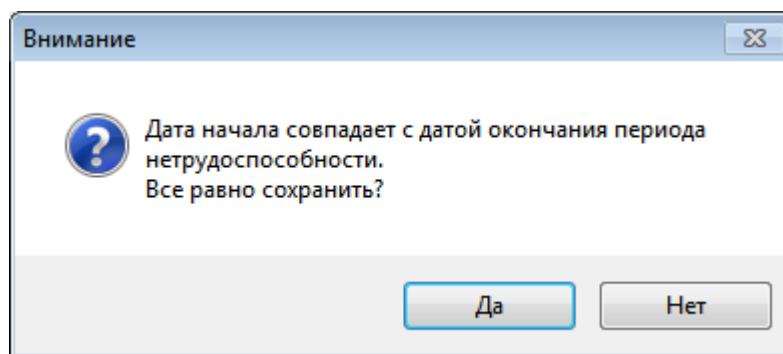 Внимание
Дата начала совпадает с датой окончания периода
нетрудоспособности.
Все равно сохранить?
Да
Нет